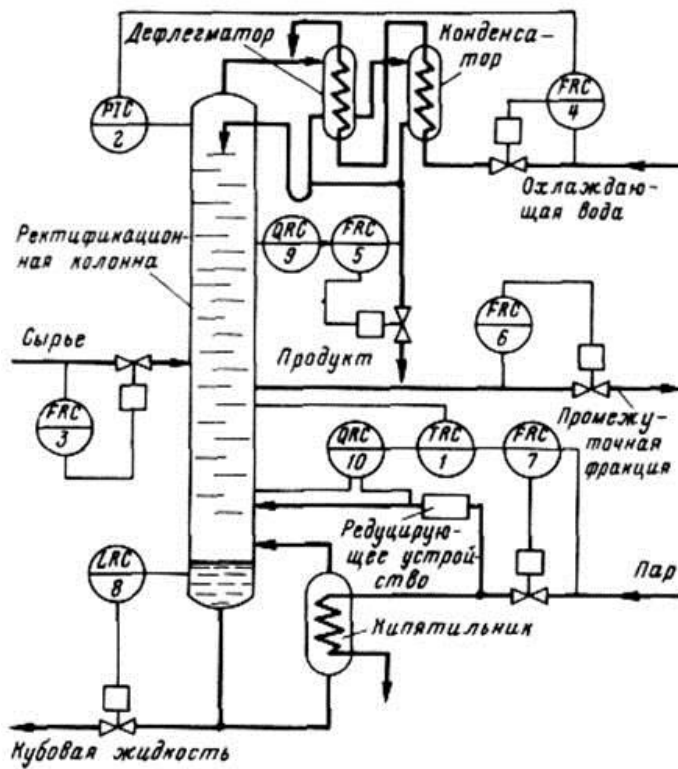 Дефлегматор
Конденса-
тор
PIC
2
FRC
4
Охлаждаю-
щая вода
Ректификацион-
ная колонна
QRC
9
FRC
5
FRC
6
Сырье
Продукт
FRC
3
Промежу-
точная
фракция
QRC
10
TRC
1
FRC
7
Редуцирую-
щее устрой-
ство
LRC
8
Пар
Кипятильник
Кубовая жидкость